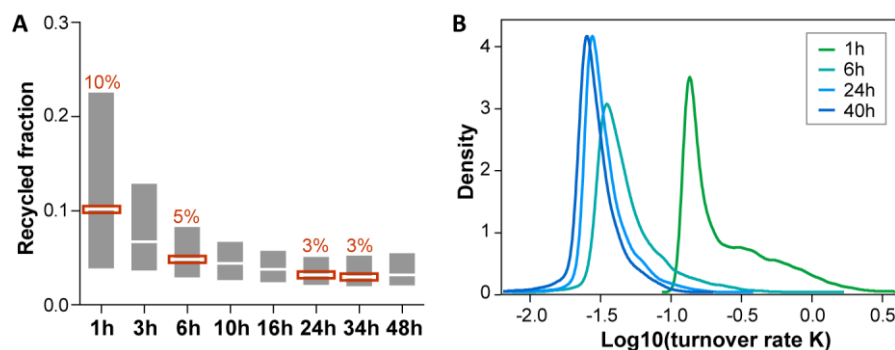 A
Recycled fraction
0.3
0.2
0.1
0.0
10%
5%
3%
3%
1h
3h
6h
10h
16h
24h
34h
48h
B
Density
4
3
2
1
0
1h
6h
24h
40h
-2.0
-1.5
-1.0
-0.5
0.0
0.5
Log10(turnover rate K)